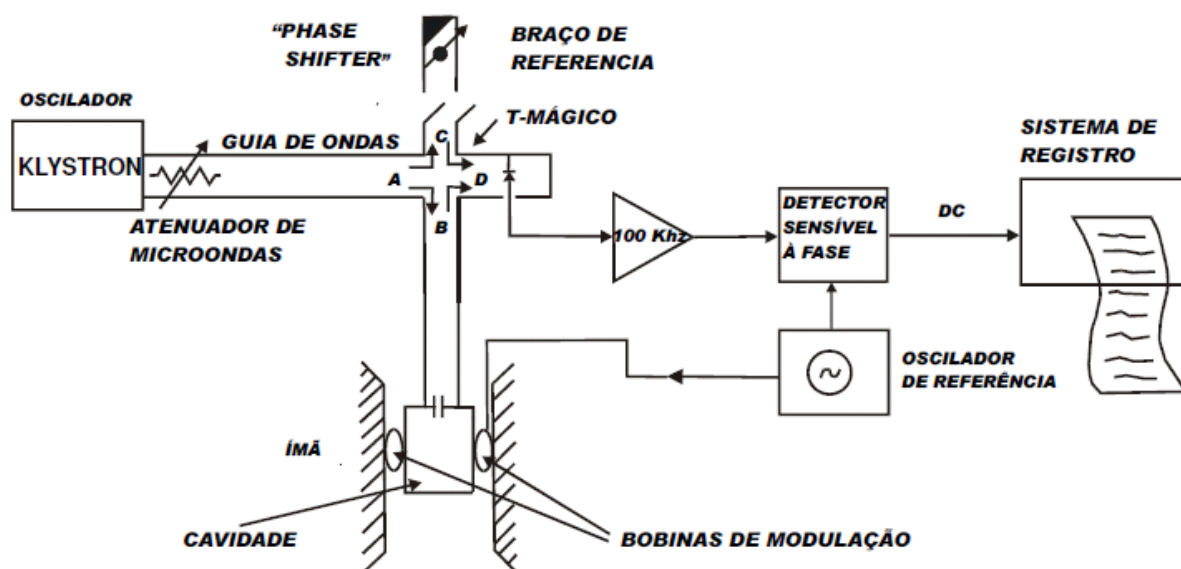 “PHASE
SHIFTER”
BRAÇO DE
REFERENCIA
OSCILADOR
KLYSTRON
GUIA DE ONDAS
T-MÁGICO
C
A
D
B
ATENUADOR DE
MICROONDAS
100 Khz
DETECTOR
SENSÍVEL
À FASE
DC
SISTEMA DE
REGISTRO
OSCILADOR
DE REFERÊNCIA
ÍMÃ
CAVIDADE
BOBINAS DE MODULAÇÃO